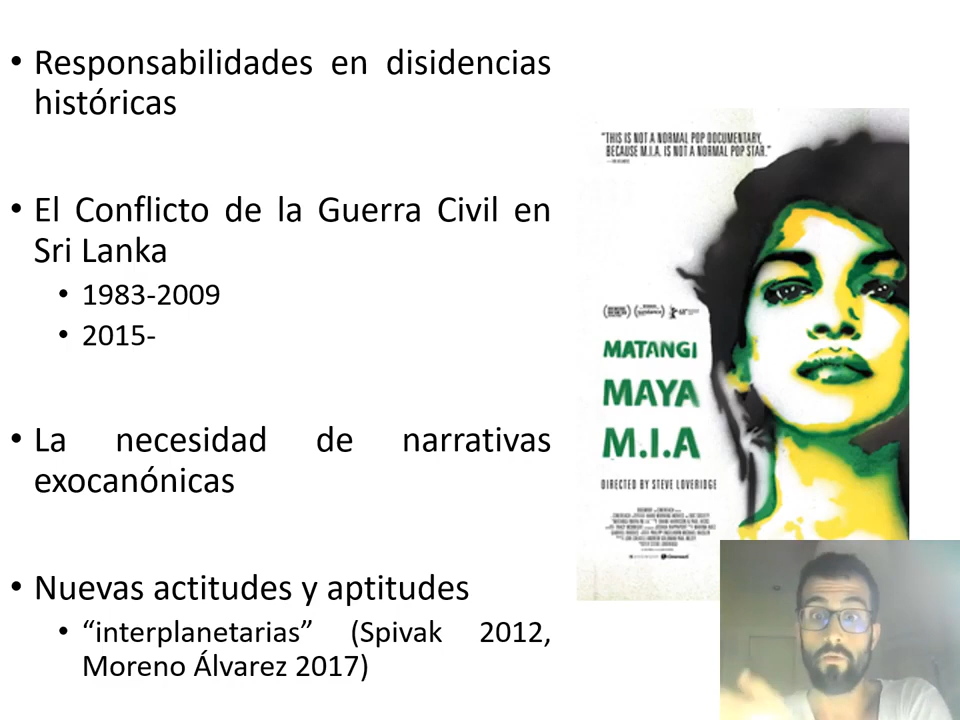 • Responsabilidades en disidencias
históricas
• El Conflicto de la Guerra Civil en
Sri Lanka
• 1983-2009
• 2015-
• La necesidad de narrativas
exocanónicas
• Nuevas actitudes y aptitudes
• “interplanetarias” (Spivak 2012,
Moreno Álvarez 2017)
"THIS IS NOT A NORMAL POP DOCUMENTARY,
BECAUSE M.I.A. IS NOT A NORMAL POP STAR."
sundance
MATANGI
MAYA
M.I.A
DIRECTED BY STEVE LOVERIDGE